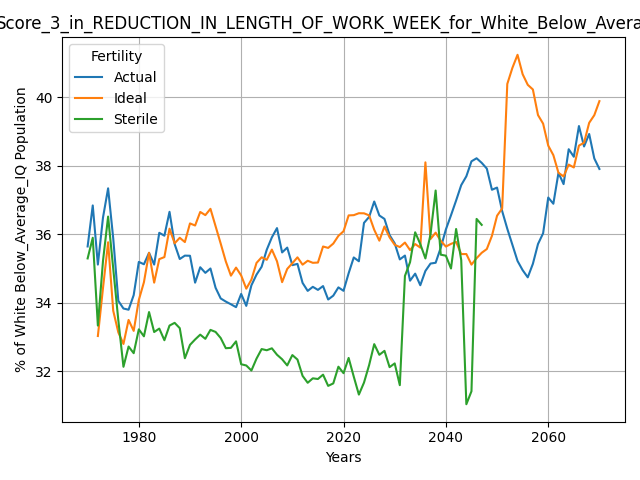 Score_3_in_REDUCTION_IN_LENGTH_OF_WORK_WEEK_for_White_Below_Avera
Fertility
Actual
Ideal
Sterile
% of White Below_Average_IQ Population
40
38
36
34
32
1980
2000
2020
2040
2060
Years